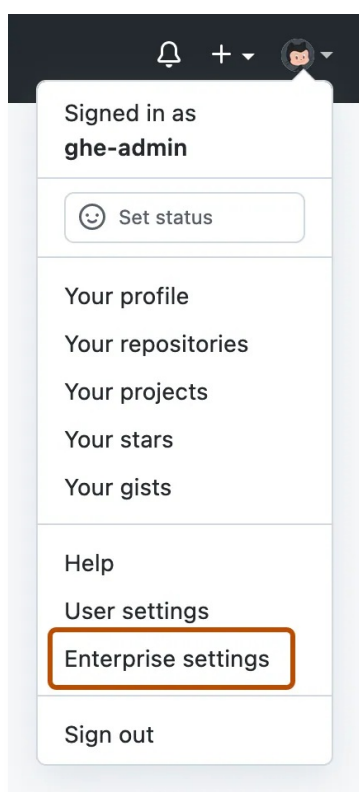 Signed in as
ghe-admin
Set status
Your profile
Your repositories
Your projects
Your stars
Your gists
Help
User settings
Enterprise settings
Sign out